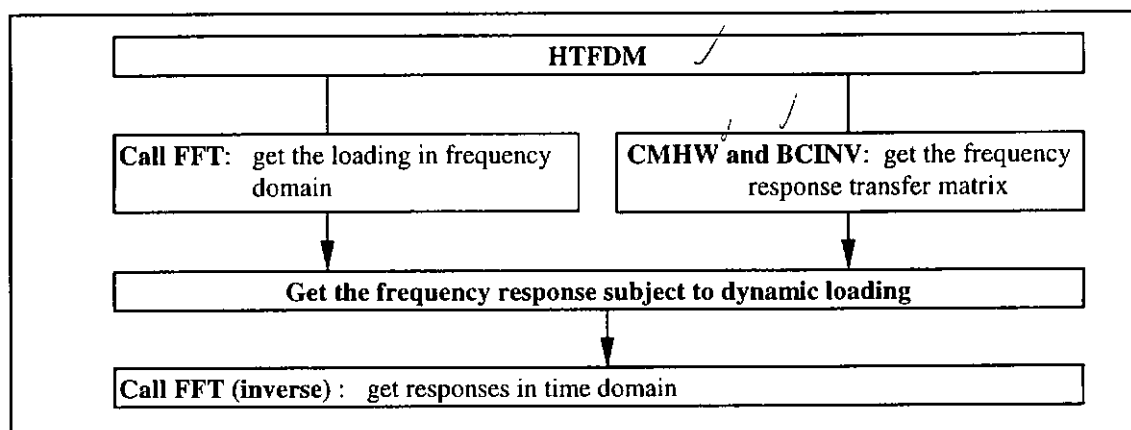 HTFDM
Call FFT: get the loading in frequency
domain
CMHW and BCINV: get the frequency
response transfer matrix
Get the frequency response subject to dynamic loading
Call FFT (inverse) : get responses in time domain